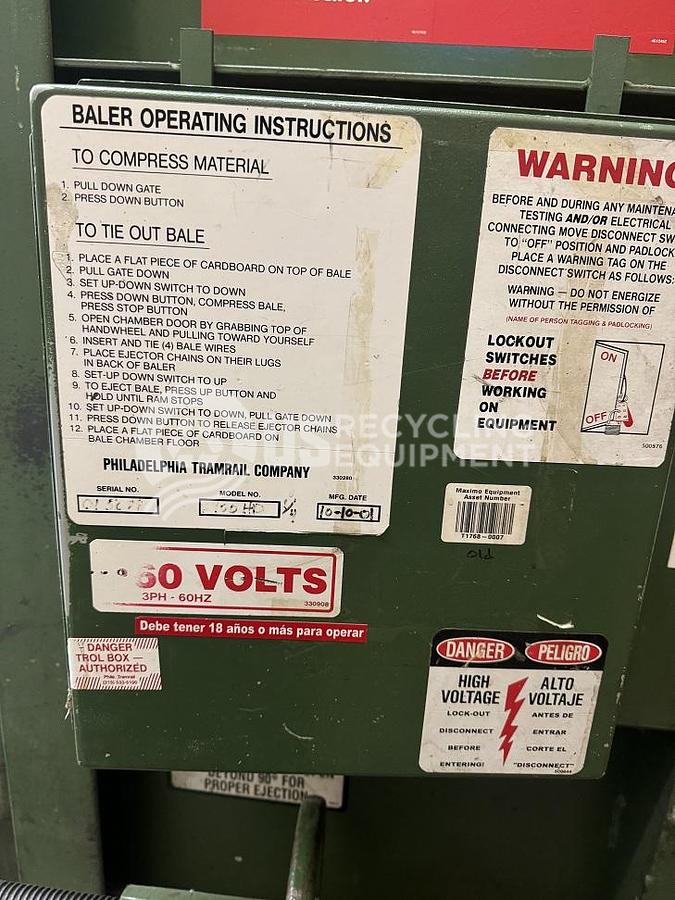 BALER OPERATING INSTRUCTIONS
TO COMPRESS MATERIAL
1. PULL DOWN GATE
2. PRESS DOWN BUTTON
TO TIE OUT BALE
1. PLACE A FLAT PIECE OF CARDBOARD ON TOP OF BALE
2. PULL GATE DOWN
3. SET UP-DOWN SWITCH TO DOWN
4. PRESS DOWN BUTTON, COMPRESS BALE,
PRESS STOP BUTTON
5. OPEN CHAMBER DOOR BY GRABBING TOP OF
HANDWHEEL AND PULLING TOWARD YOURSELF
6. INSERT AND TIE (4) BALE WIRES
7. PLACE EJECTOR CHAINS ON THEIR LUGS
IN BACK OF BALER
8. SET-UP DOWN SWITCH TO UP
9. TO EJECT BALE, PRESS UP BUTTON AND
HOLD UNTIL RAM STOPS
10. SET UP-DOWN SWITCH TO DOWN, PULL GATE DOWN
11. PRESS DOWN BUTTON TO RELEASE EJECTOR CHAINS
12. PLACE A FLAT PIECE OF CARDBOARD ON
BALE CHAMBER FLOOR
PHILADELPHIA TRAMRAIL COMPANY
330280
SERIAL NO. MODEL NO. MFG. DATE
10-10-01
60 VOLTS
3PH - 60HZ
330908
Debe tener 18 años o más para operar
DANGER
TROL BOX —
AUTHORIZED
Phila. Tramrail
WARNING
BEFORE AND DURING ANY MAINTENA
TESTING AND/OR ELECTRICAL
CONNECTING MOVE DISCONNECT SW
TO "OFF" POSITION AND PADLOCK
PLACE A WARNING TAG ON THE
DISCONNECT SWITCH AS FOLLOWS:
WARNING — DO NOT ENERGIZE
WITHOUT THE PERMISSION OF
(NAME OF PERSON TAGGING & PADLOCKING)
LOCKOUT
SWITCHES
BEFORE
WORKING
ON
EQUIPMENT
ON
OFF
500876
RECYCLING
EQUIPMENT
Maximo Equipment
Asset Number
T1768-0007
old
DANGER PELIGRO
HIGH
VOLTAGE
LOCK-OUT
DISCONNECT
BEFORE
ENTERING!
ALTO
VOLTAJE
ANTES DE
ENTRAR
CORTE EL
"DISCONNECT"
BEYOND 90° FOR
PROPER EJECTION